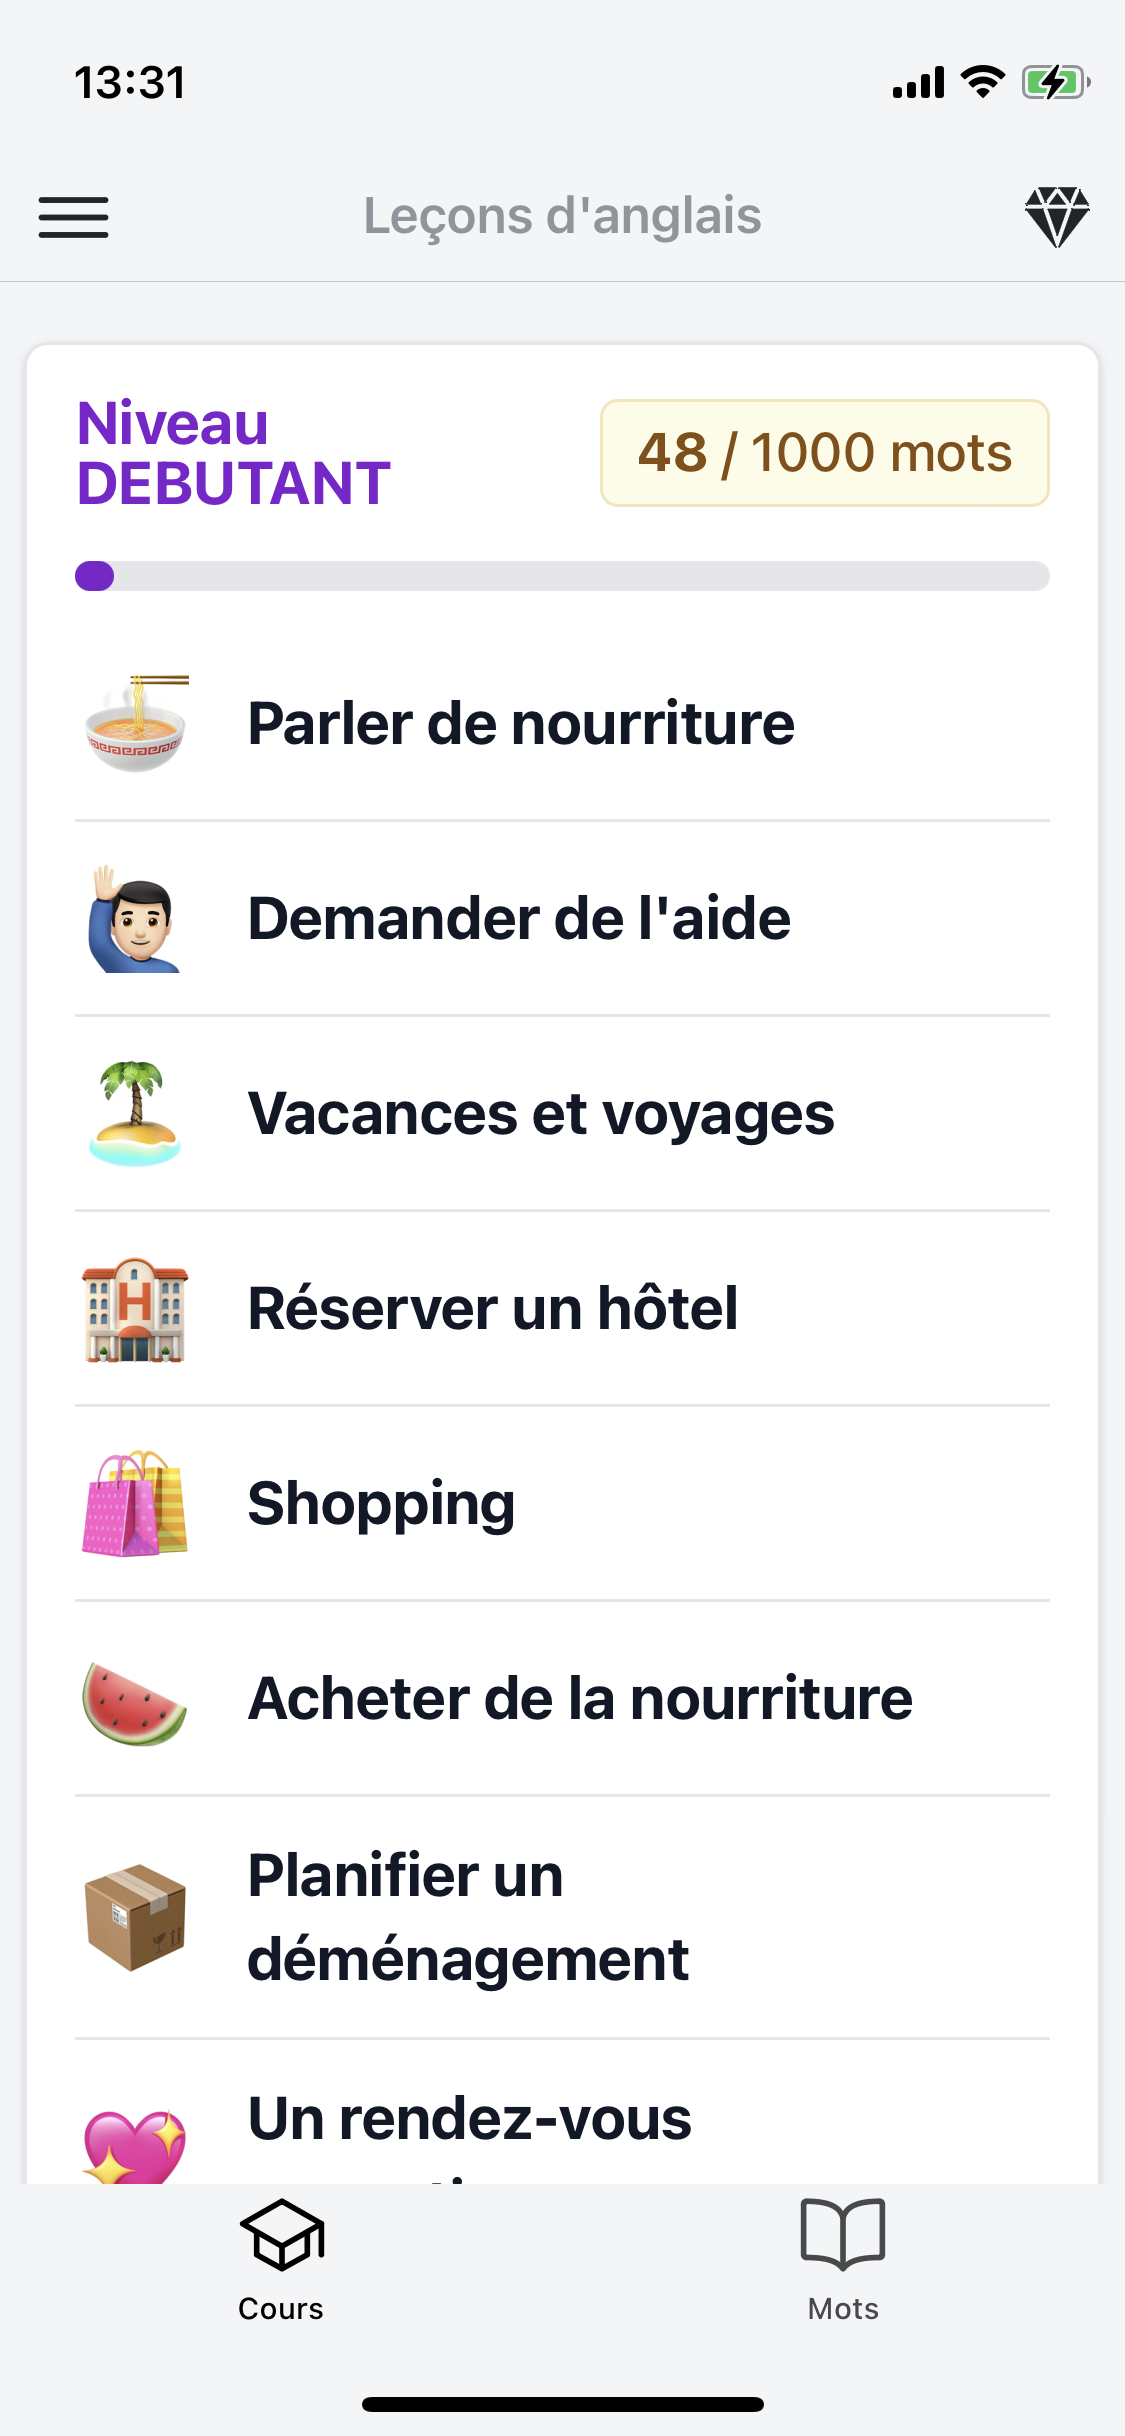 13:31
Leçons d'anglais
Niveau
DEBUTANT
48 / 1000 mots
Parler de nourriture
Demander de l'aide
Vacances et voyages
Réserver un hôtel
H
Shopping
Acheter de la nourriture
Planifier un
déménagement
Un rendez-vous
Cours
Mots